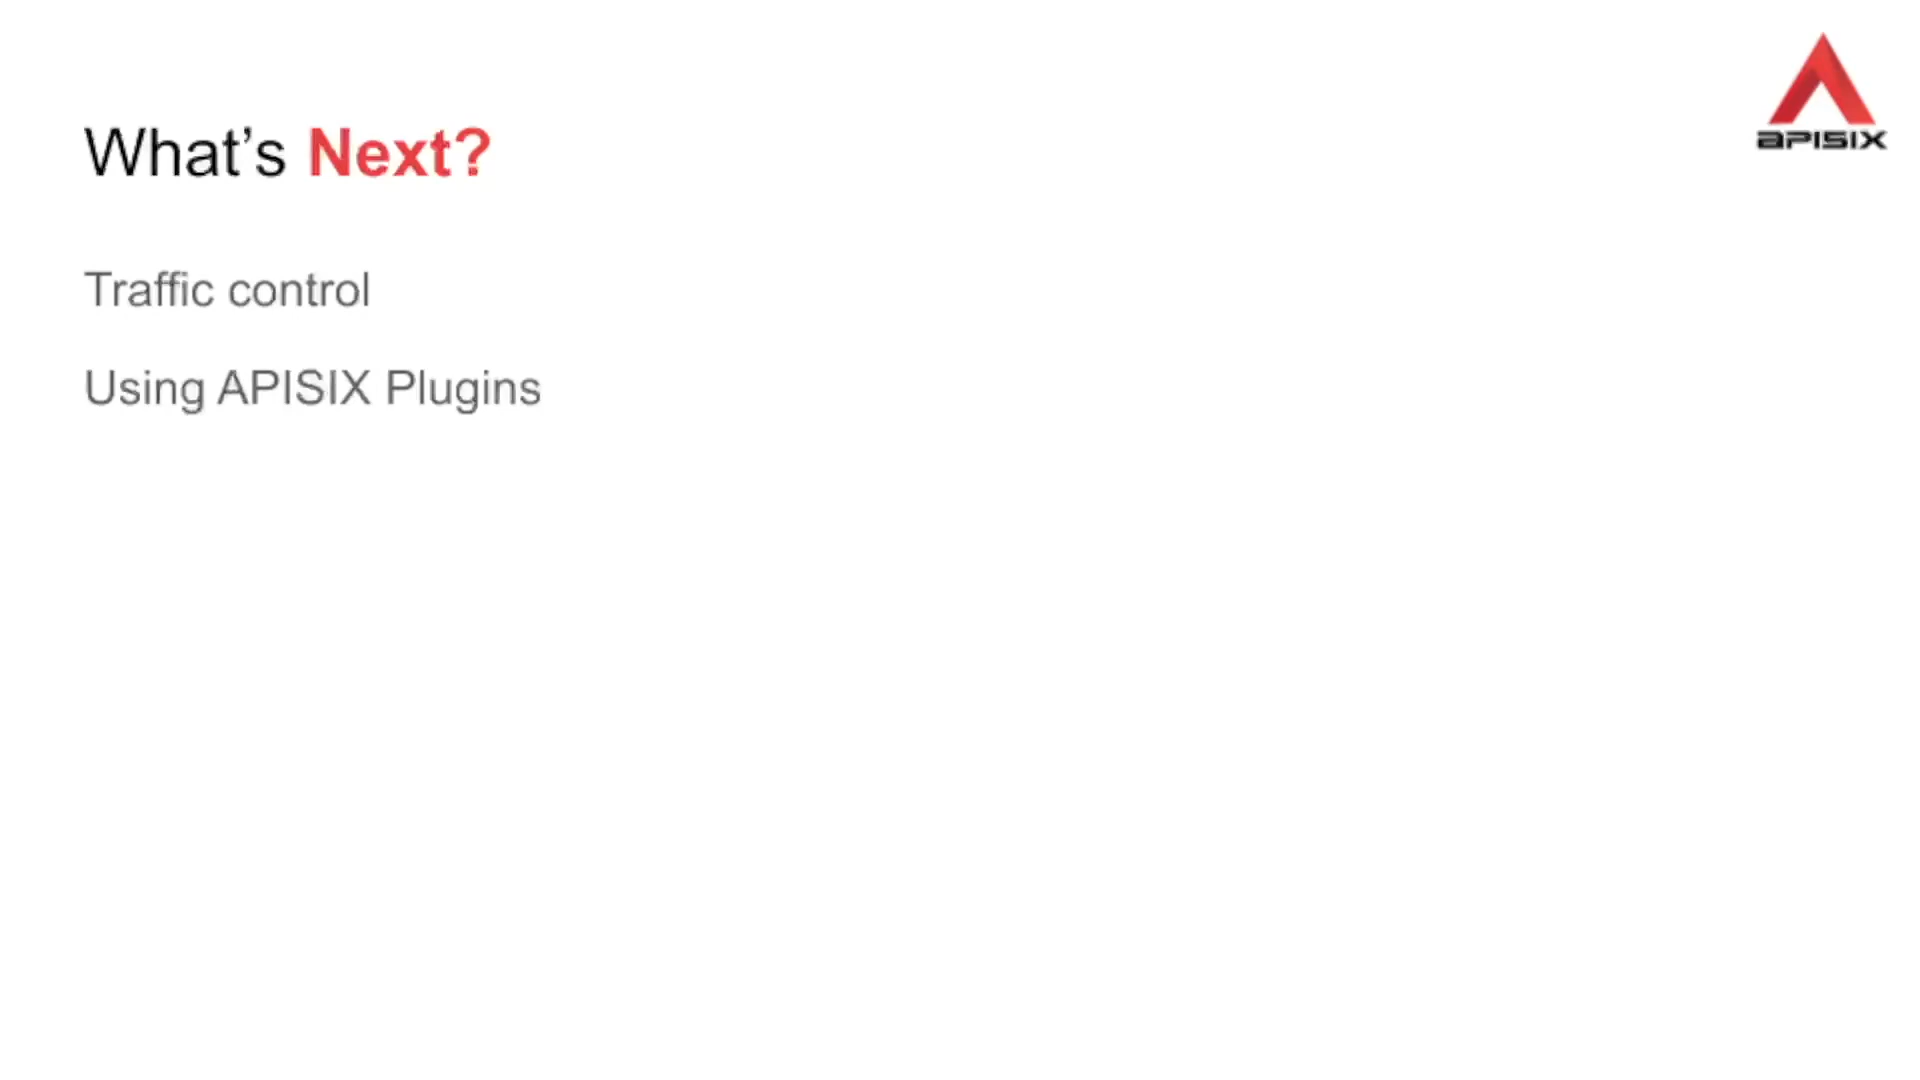 What's Next?
Traffic control
Using APISIX Plugins
APISIX